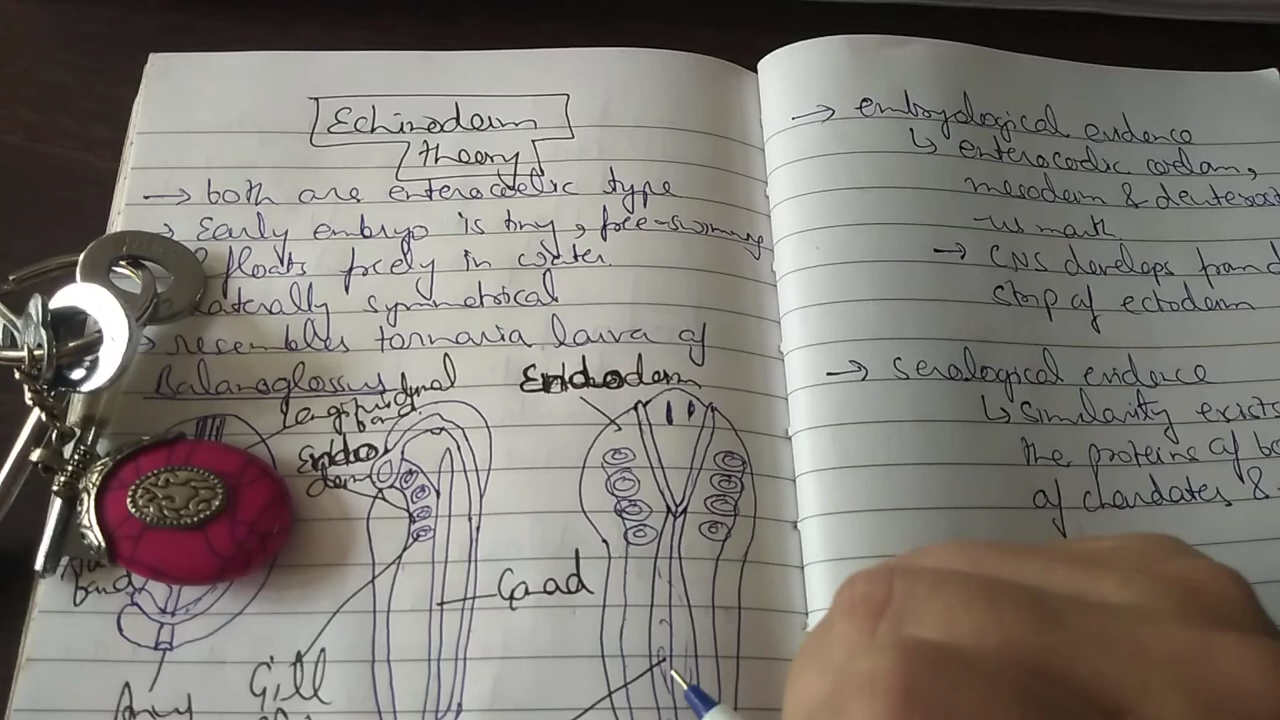 Echinoderm
theory
→ both are enterocoelic type
→ Early embryo is tiny, free-swimming
floats freely in water
laterally symmetrical
→ resembles tornaria larva of
Balanoglossus
Longitudinal
band
Endo
derm
band
Gill
Endoderm
→ embryological evidence
↳ enterocoelic coelom,
mesoderm & deuterost
us mouth
→ CNS develops from d
strip of ectoderm
→ serological evidence
↳ similarity exists
the proteins of bo
of chordates &